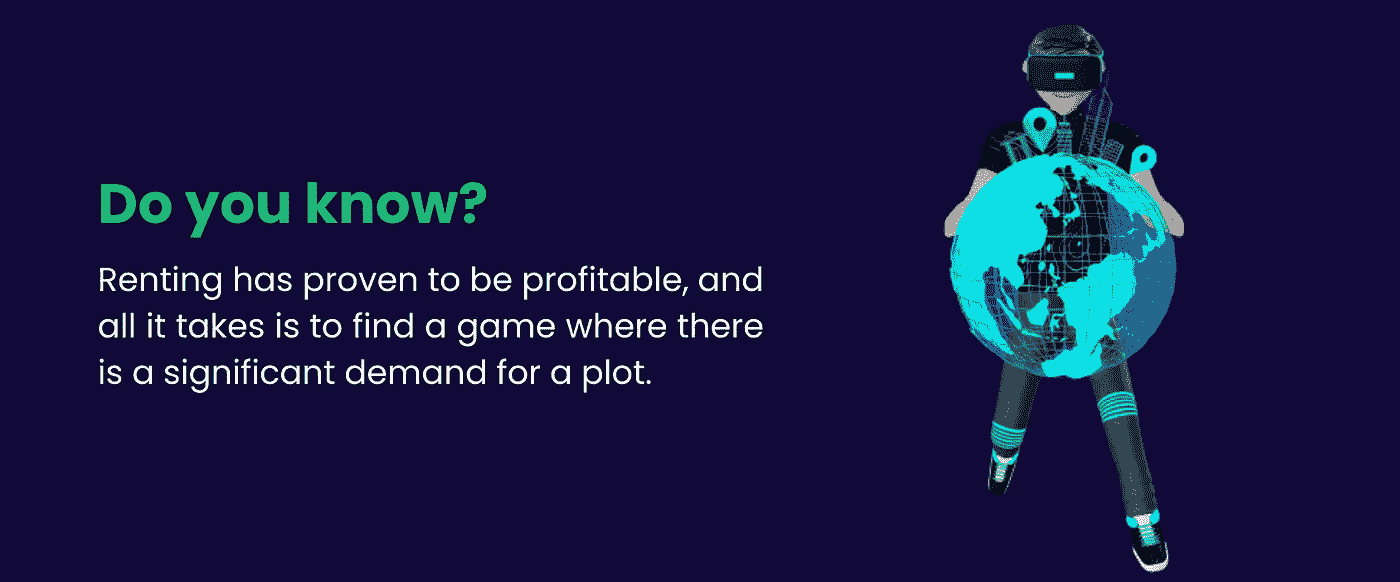 Do you know?
Renting has proven to be profitable, and
all it takes is to find a game where there
is a significant demand for a plot.